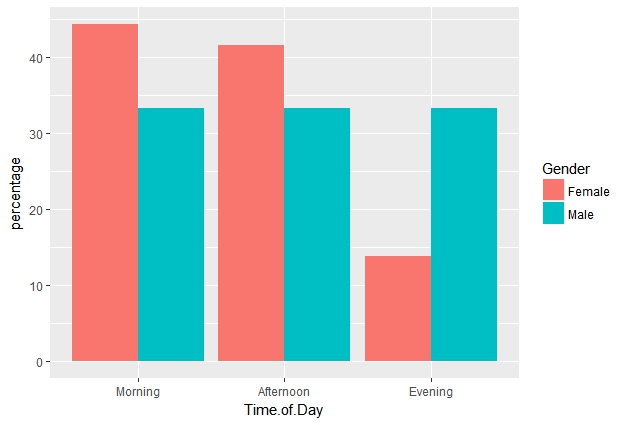 percentage
40
30
20
10
0
Morning Afternoon Evening
Time.of.Day
Gender
Female
Male